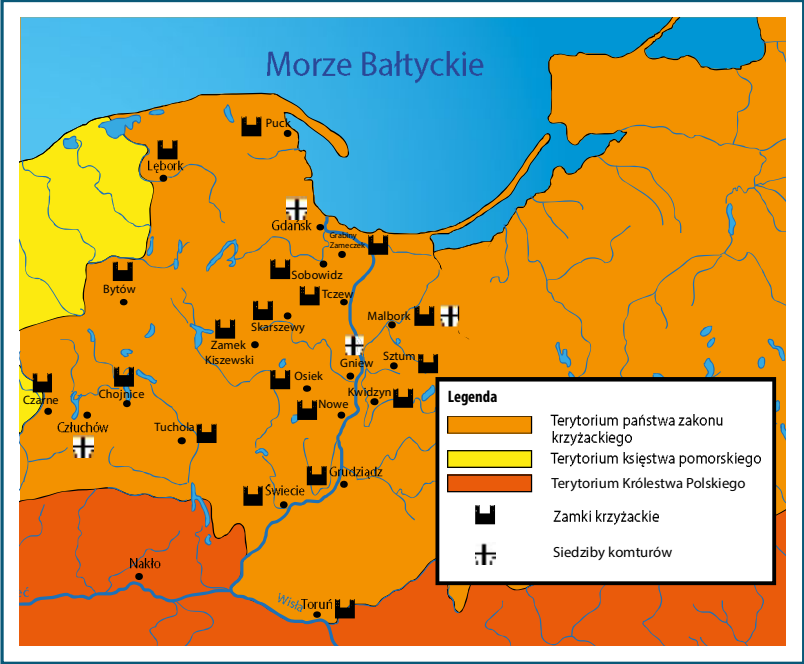 Morze Bałtyckie
Puck
Lębork
Gdańsk
Grabiny
Zameczek
Sobowidz
Bytów
Tczew
Skarszewy
Malbork
Zamek
Kiszewski
Gniew
Sztum
Osiek
Kwidzyn
Czarne
Chojnice
Nowe
Człuchów
Tuchola
Grudziądz
Świecie
Nakło
Wisła
Toruń
Legenda
Terytorium państwa zakonu
krzyżackiego
Terytorium księstwa pomorskiego
Terytorium Królestwa Polskiego
Zamki krzyżackie
Siedziby komturów